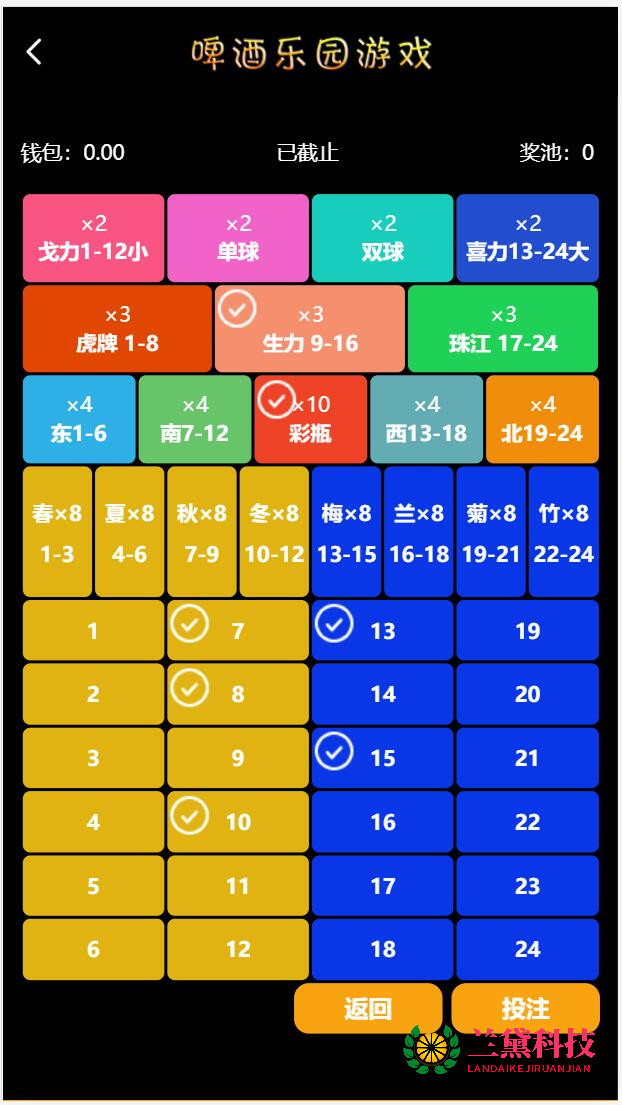 啤酒乐园游戏
钱包：0.00 已截止 奖池：0
×2 ×2 ×2 ×2
戈力1-12小 单球 双球 喜力13-24大
×3 ×3 ×3
虎牌 1-8 生力 9-16 珠江 17-24
×4 ×4 ×10 ×4 ×4
东1-6 南7-12 彩瓶 西13-18 北19-24
春×8 夏×8 秋×8 冬×8 梅×8 兰×8 菊×8 竹×8
1-3 4-6 7-9 10-12 13-15 16-18 19-21 22-24
1 7 13 19
2 8 14 20
3 9 15 21
4 10 16 22
5 11 17 23
6 12 18 24
返回 投注
兰黛科技
LANDAIKEJIRUANJIAN